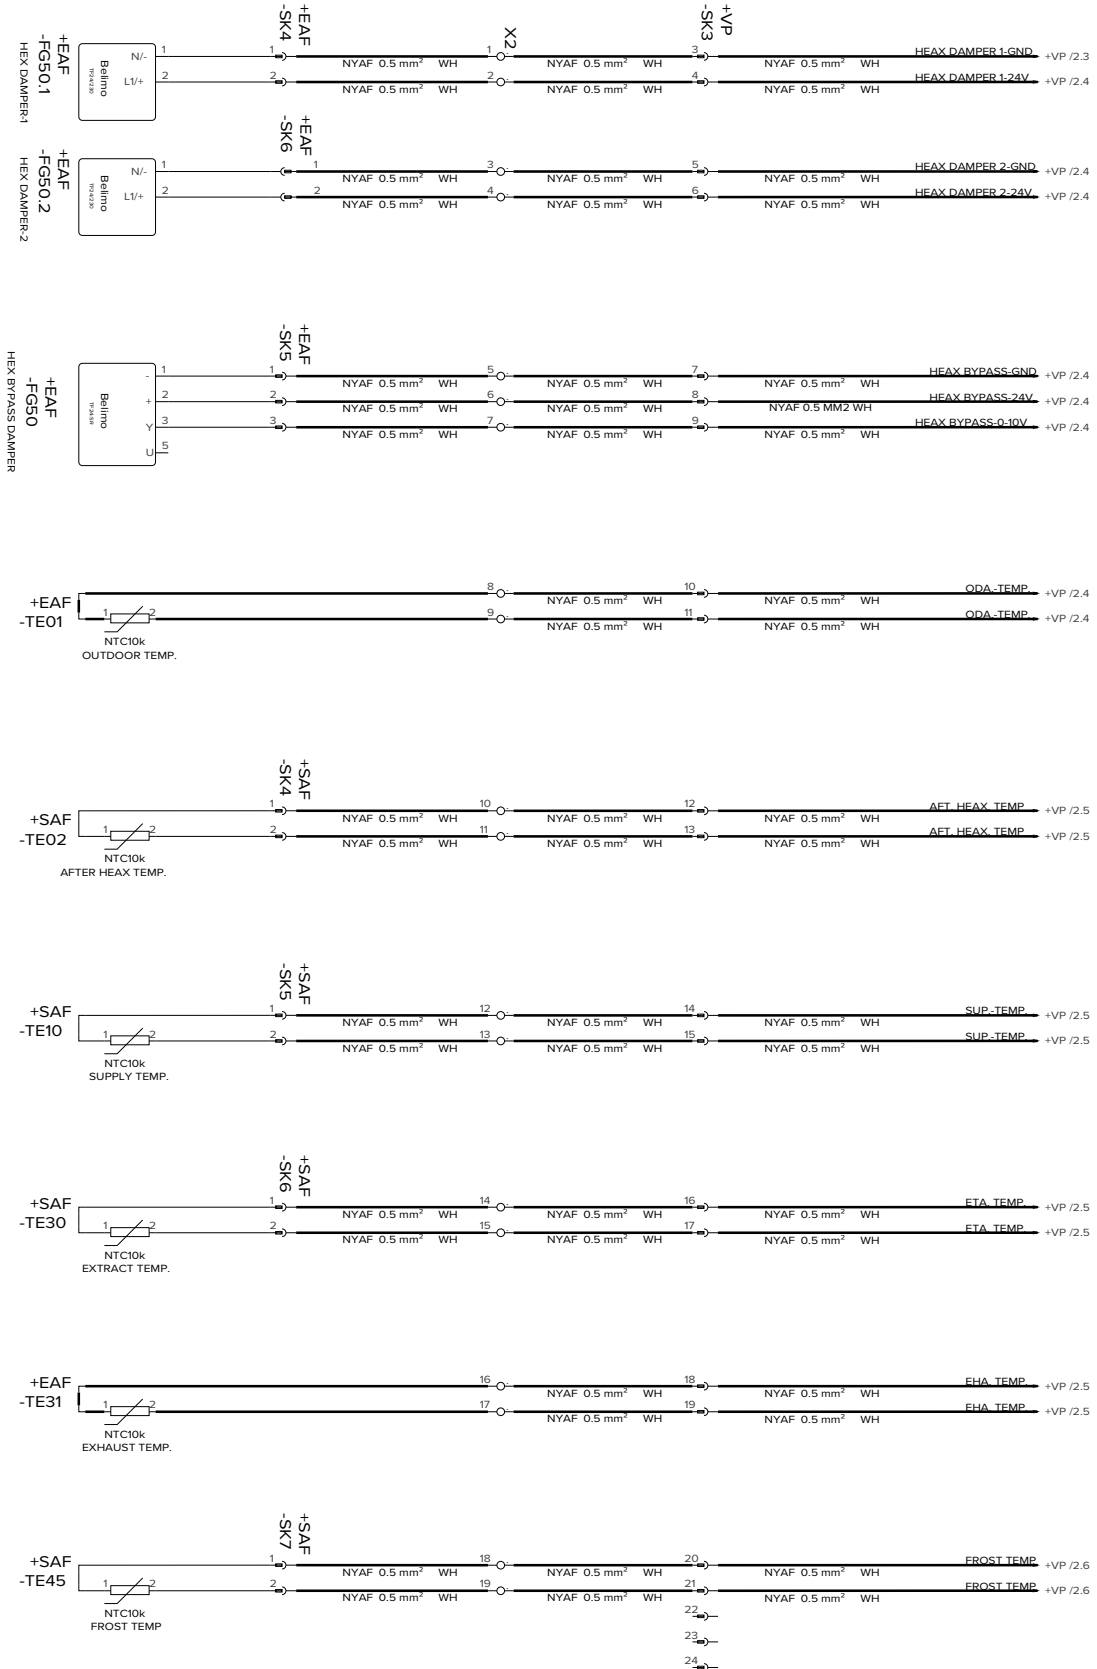 +EAF
-SK4
X2
+VP
-SK3
+EAF
-FG50.1
HEX DAMPER-1
Belimo
TF24/230
N/-
L1/+
1 1 1 3 HEAX DAMPER 1-GND +VP /2.3
NYAF 0.5 mm² WH NYAF 0.5 mm² WH NYAF 0.5 mm² WH
2 2 2 4 HEAX DAMPER 1-24V +VP /2.4
NYAF 0.5 mm² WH NYAF 0.5 mm² WH NYAF 0.5 mm² WH
+EAF
-SK6
+EAF
-FG50.2
HEX DAMPER-2
Belimo
TF24/230
N/-
L1/+
1 1 3 5 HEAX DAMPER 2-GND +VP /2.4
NYAF 0.5 mm² WH NYAF 0.5 mm² WH NYAF 0.5 mm² WH
2 2 4 6 HEAX DAMPER 2-24V +VP /2.4
NYAF 0.5 mm² WH NYAF 0.5 mm² WH NYAF 0.5 mm² WH
+EAF
-SK5
+EAF
-FG50
HEX BYPASS DAMPER
Belimo
TF24-SR
-
+
Y
U
1 1 5 7 HEAX BYPASS-GND +VP /2.4
NYAF 0.5 mm² WH NYAF 0.5 mm² WH NYAF 0.5 mm² WH
2 2 6 8 HEAX BYPASS-24V +VP /2.4
NYAF 0.5 mm² WH NYAF 0.5 mm² WH NYAF 0.5 MM2 WH
3 3 7 9 HEAX BYPASS-0-10V +VP /2.4
NYAF 0.5 mm² WH NYAF 0.5 mm² WH NYAF 0.5 mm² WH
5
+EAF
-TE01
8 10 ODA.-TEMP. +VP /2.4
NYAF 0.5 mm² WH NYAF 0.5 mm² WH
1 2 9 11 ODA.-TEMP. +VP /2.4
NYAF 0.5 mm² WH NYAF 0.5 mm² WH
NTC10k
OUTDOOR TEMP.
+SAF
-SK4
+SAF
-TE02
1 10 12 AFT. HEAX. TEMP +VP /2.5
NYAF 0.5 mm² WH NYAF 0.5 mm² WH NYAF 0.5 mm² WH
1 2 2 11 13 AFT. HEAX. TEMP +VP /2.5
NYAF 0.5 mm² WH NYAF 0.5 mm² WH NYAF 0.5 mm² WH
NTC10k
AFTER HEAX TEMP.
+SAF
-SK5
+SAF
-TE10
1 12 14 SUP.-TEMP. +VP /2.5
NYAF 0.5 mm² WH NYAF 0.5 mm² WH NYAF 0.5 mm² WH
1 2 2 13 15 SUP.-TEMP. +VP /2.5
NYAF 0.5 mm² WH NYAF 0.5 mm² WH NYAF 0.5 mm² WH
NTC10k
SUPPLY TEMP.
+SAF
-SK6
+SAF
-TE30
1 14 16 ETA. TEMP. +VP /2.5
NYAF 0.5 mm² WH NYAF 0.5 mm² WH NYAF 0.5 mm² WH
1 2 2 15 17 ETA. TEMP. +VP /2.5
NYAF 0.5 mm² WH NYAF 0.5 mm² WH NYAF 0.5 mm² WH
NTC10k
EXTRACT TEMP.
+EAF
-TE31
16 18 EHA. TEMP. +VP /2.5
NYAF 0.5 mm² WH NYAF 0.5 mm² WH
1 2 17 19 EHA. TEMP. +VP /2.5
NYAF 0.5 mm² WH NYAF 0.5 mm² WH
NTC10k
EXHAUST TEMP.
+SAF
-SK7
+SAF
-TE45
1 18 20 FROST TEMP +VP /2.6
NYAF 0.5 mm² WH NYAF 0.5 mm² WH NYAF 0.5 mm² WH
1 2 2 19 21 FROST TEMP +VP /2.6
NYAF 0.5 mm² WH NYAF 0.5 mm² WH NYAF 0.5 mm² WH
NTC10k
FROST TEMP
22
23
24